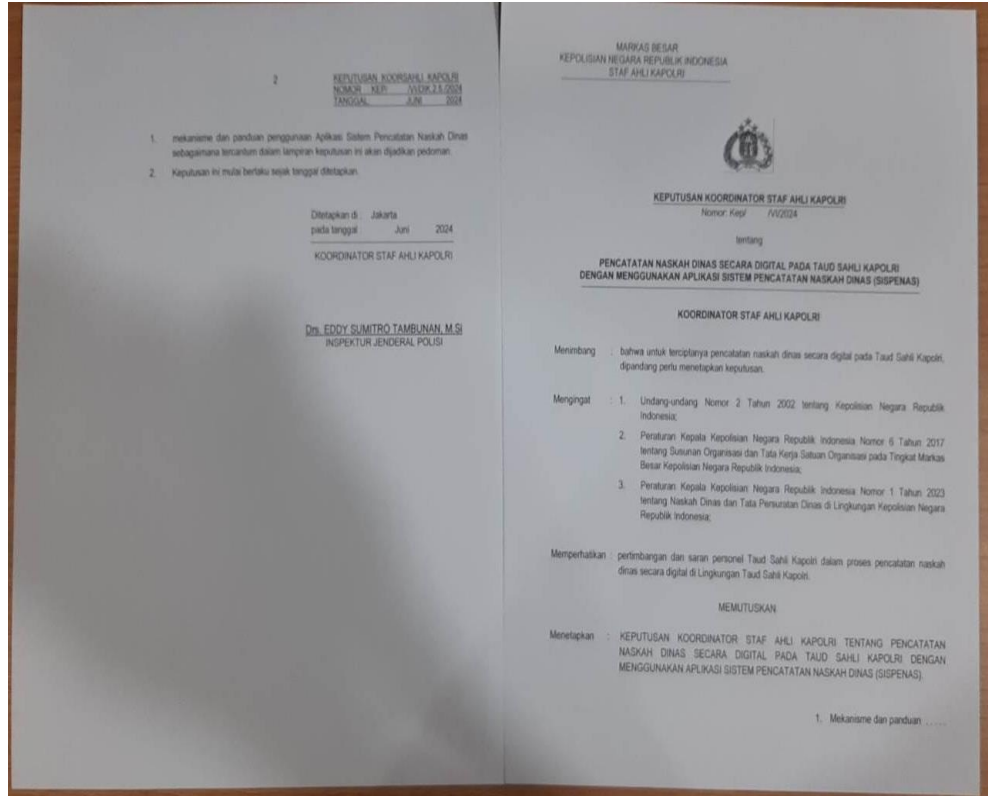 MARKAS BESAR
KEPOLISIAN NEGARA REPUBLIK INDONESIA
STAF AHLI KAPOLRI
KEPUTUSAN KOORDINATOR STAF AHLI KAPOLRI
Nomor: Kep/ /VI/2024
tentang
PENCATATAN NASKAH DINAS SECARA DIGITAL PADA TAUD SAHLI KAPOLRI
DENGAN MENGGUNAKAN APLIKASI SISTEM PENCATATAN NASKAH DINAS (SISPENAS)
KOORDINATOR STAF AHLI KAPOLRI
Menimbang : bahwa untuk terciptanya pencatatan naskah dinas secara digital pada Taud Sahli Kapolri,
dipandang perlu menetapkan keputusan.
Mengingat : 1. Undang-undang Nomor 2 Tahun 2002 tentang Kepolisian Negara Republik
Indonesia;
2. Peraturan Kepala Kepolisian Negara Republik Indonesia Nomor 6 Tahun 2017
tentang Susunan Organisasi dan Tata Kerja Satuan Organisasi pada Tingkat Markas
Besar Kepolisian Negara Republik Indonesia;
3. Peraturan Kepala Kepolisian Negara Republik Indonesia Nomor 1 Tahun 2023
tentang Naskah Dinas dan Tata Persuratan Dinas di Lingkungan Kepolisian Negara
Republik Indonesia;
Memperhatikan : pertimbangan dan saran personel Taud Sahli Kapolri dalam proses pencatatan naskah
dinas secara digital di Lingkungan Taud Sahli Kapolri.
MEMUTUSKAN
Menetapkan : KEPUTUSAN KOORDINATOR STAF AHLI KAPOLRI TENTANG PENCATATAN
NASKAH DINAS SECARA DIGITAL PADA TAUD SAHLI KAPOLRI DENGAN
MENGGUNAKAN APLIKASI SISTEM PENCATATAN NASKAH DINAS (SISPENAS).
1. Mekanisme dan panduan .....
2
KEPUTUSAN KOORSAHLI KAPOLRI
NOMOR KEP/ /VI/DIK.2.5./2024
TANGGAL JUNI 2024
1. mekanisme dan panduan penggunaan Aplikasi Sistem Pencatatan Naskah Dinas
sebagaimana tercantum dalam lampiran keputusan ini akan dijadikan pedoman.
2. Keputusan ini mulai berlaku sejak tanggal ditetapkan.
Ditetapkan di : Jakarta
pada tanggal : Juni 2024
KOORDINATOR STAF AHLI KAPOLRI
Drs. EDDY SUMITRO TAMBUNAN, M.Si
INSPEKTUR JENDERAL POLISI